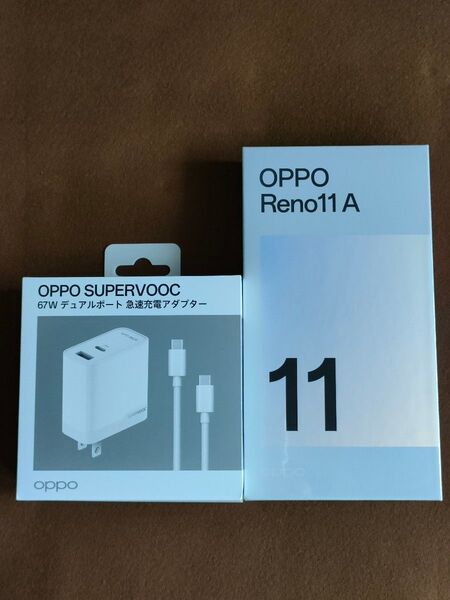 OPPO SUPERVOOC
67W デュアルポート 急速充電アダプター
oppo
OPPO
Reno11 A
11